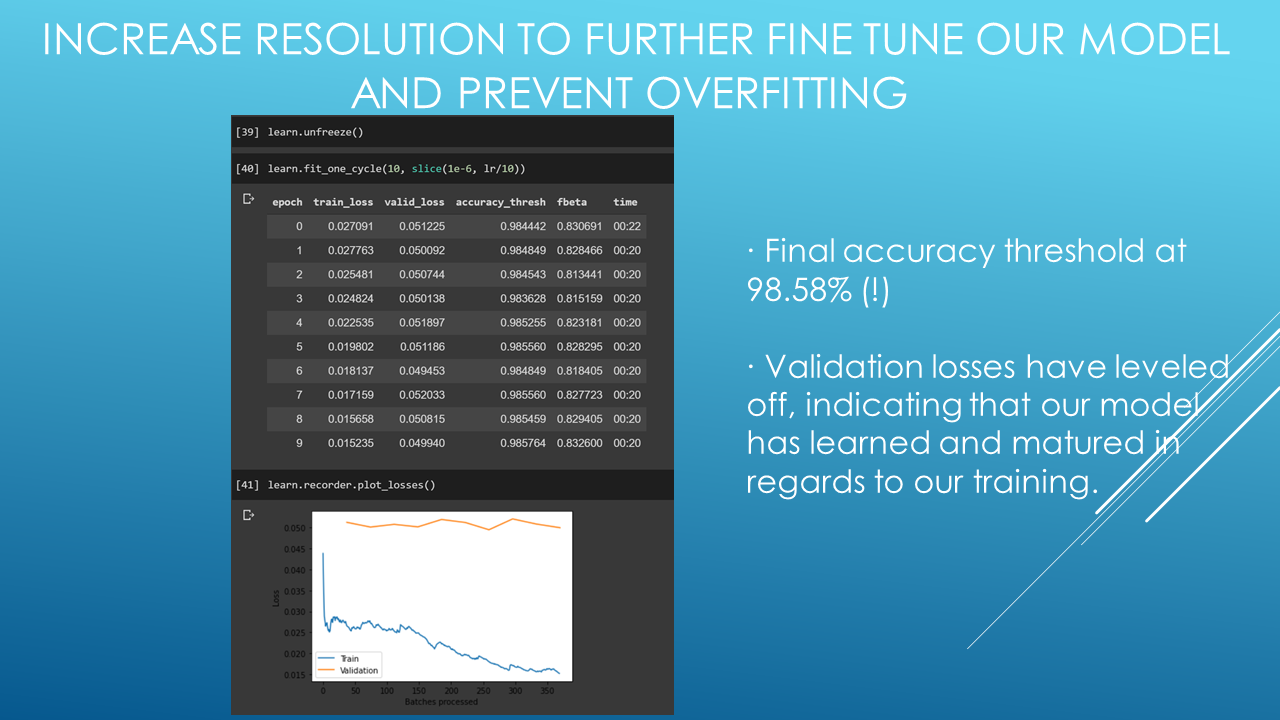 INCREASE RESOLUTION TO FURTHER FINE TUNE OUR MODEL
AND PREVENT OVERFITTING
[39] learn.unfreeze()
[40] learn.fit_one_cycle(10, slice(1e-6, lr/10))
epoch train_loss valid_loss accuracy_thresh fbeta time
0 0.027091 0.051225 0.984442 0.830691 00:22
1 0.027763 0.050092 0.984849 0.828466 00:20
2 0.025481 0.050744 0.984543 0.813441 00:20
3 0.024824 0.050138 0.983628 0.815159 00:20
4 0.022535 0.051897 0.985255 0.823181 00:20
5 0.019802 0.051186 0.985560 0.828295 00:20
6 0.018137 0.049453 0.984849 0.818405 00:20
7 0.017159 0.052033 0.985560 0.827723 00:20
8 0.015658 0.050815 0.985459 0.829405 00:20
9 0.015235 0.049940 0.985764 0.832600 00:20
[41] learn.recorder.plot_losses()
0.050
0.045
0.040
0.035
0.030
0.025
0.020
0.015
Loss
Train
Validation
0 50 100 150 200 250 300 350
Batches processed
· Final accuracy threshold at
98.58% (!)
· Validation losses have leveled
off, indicating that our model
has learned and matured in
regards to our training.